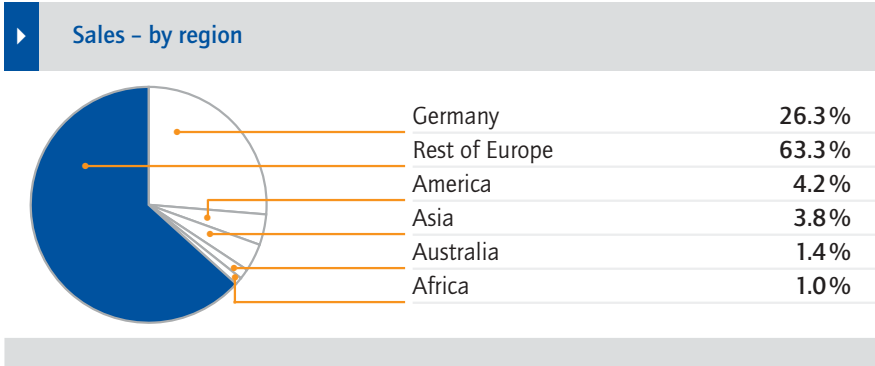 Sales – by region
Germany 26.3%
Rest of Europe 63.3%
America 4.2%
Asia 3.8%
Australia 1.4%
Africa 1.0%